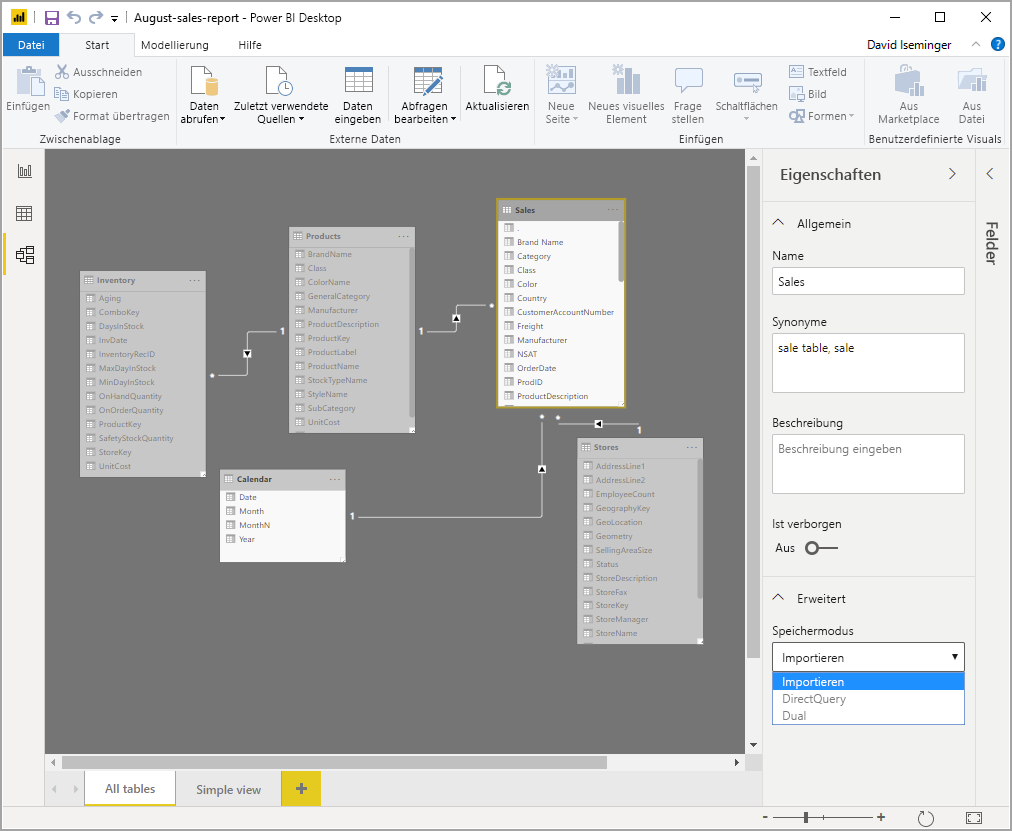 August-sales-report - Power BI Desktop
Datei
Start
Modellierung
Hilfe
David Iseminger
?
Einfügen
Ausschneiden
Kopieren
Format übertragen
Zwischenablage
Daten
abrufen
Zuletzt verwendete
Quellen
Daten
eingeben
Abfragen
bearbeiten
Aktualisieren
Externe Daten
Neue
Seite
Neues visuelles
Element
Frage
stellen
Schaltflächen
Textfeld
Bild
Formen
Einfügen
Aus
Marketplace
Aus
Datei
Benutzerdefinierte Visuals
Inventory
Aging
ComboKey
DaysInStock
InvDate
InventoryRecID
MaxDayInStock
MinDayInStock
OnHandQuantity
OnOrderQuantity
ProductKey
SafetyStockQuantity
StoreKey
UnitCost
*
1
Products
BrandName
Class
ColorName
GeneralCategory
Manufacturer
ProductDescription
ProductKey
ProductLabel
ProductName
StockTypeName
StyleName
SubCategory
UnitCost
1
*
Sales
.
Brand Name
Category
Class
Color
Country
CustomerAccountNumber
Freight
Manufacturer
NSAT
OrderDate
ProdID
ProductDescription
*
*
1
Calendar
Date
Month
MonthN
Year
1
Stores
AddressLine1
AddressLine2
EmployeeCount
GeographyKey
GeoLocation
Geometry
SellingAreaSize
Status
StoreDescription
StoreFax
StoreKey
StoreManager
StoreName
Eigenschaften
Allgemein
Name
Sales
Synonyme
sale table, sale
Beschreibung
Beschreibung eingeben
Ist verborgen
Aus
Erweitert
Speichermodus
Importieren
Importieren
DirectQuery
Dual
Felder
All tables
Simple view
+
- +